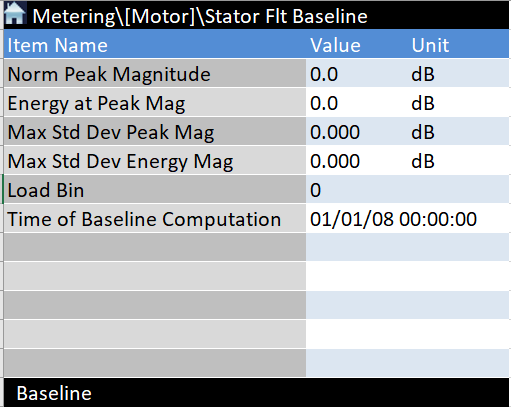 Metering\[Motor]\Stator Flt Baseline
Item Name Value Unit
Norm Peak Magnitude 0.0 dB
Energy at Peak Mag 0.0 dB
Max Std Dev Peak Mag 0.000 dB
Max Std Dev Energy Mag 0.000 dB
Load Bin 0
Time of Baseline Computation 01/01/08 00:00:00
Baseline